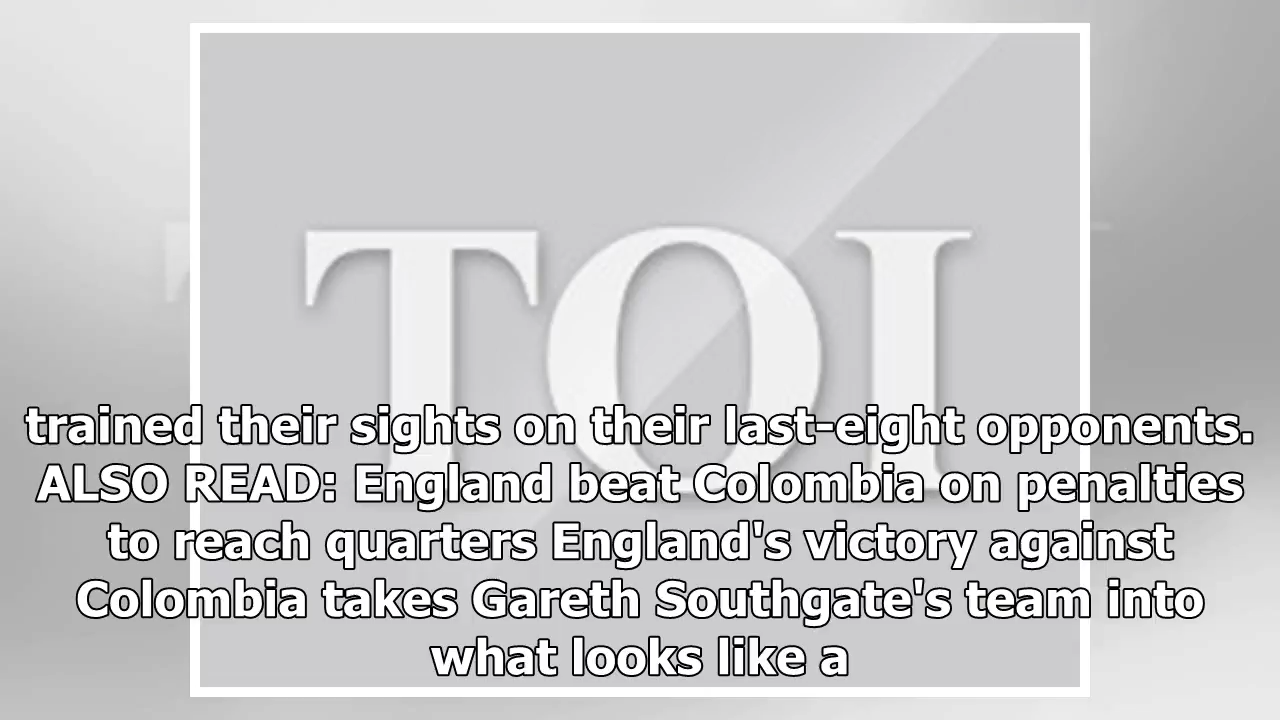 TOI
trained their sights on their last-eight opponents.
ALSO READ: England beat Colombia on penalties
to reach quarters England's victory against
Colombia takes Gareth Southgate's team into
what looks like a